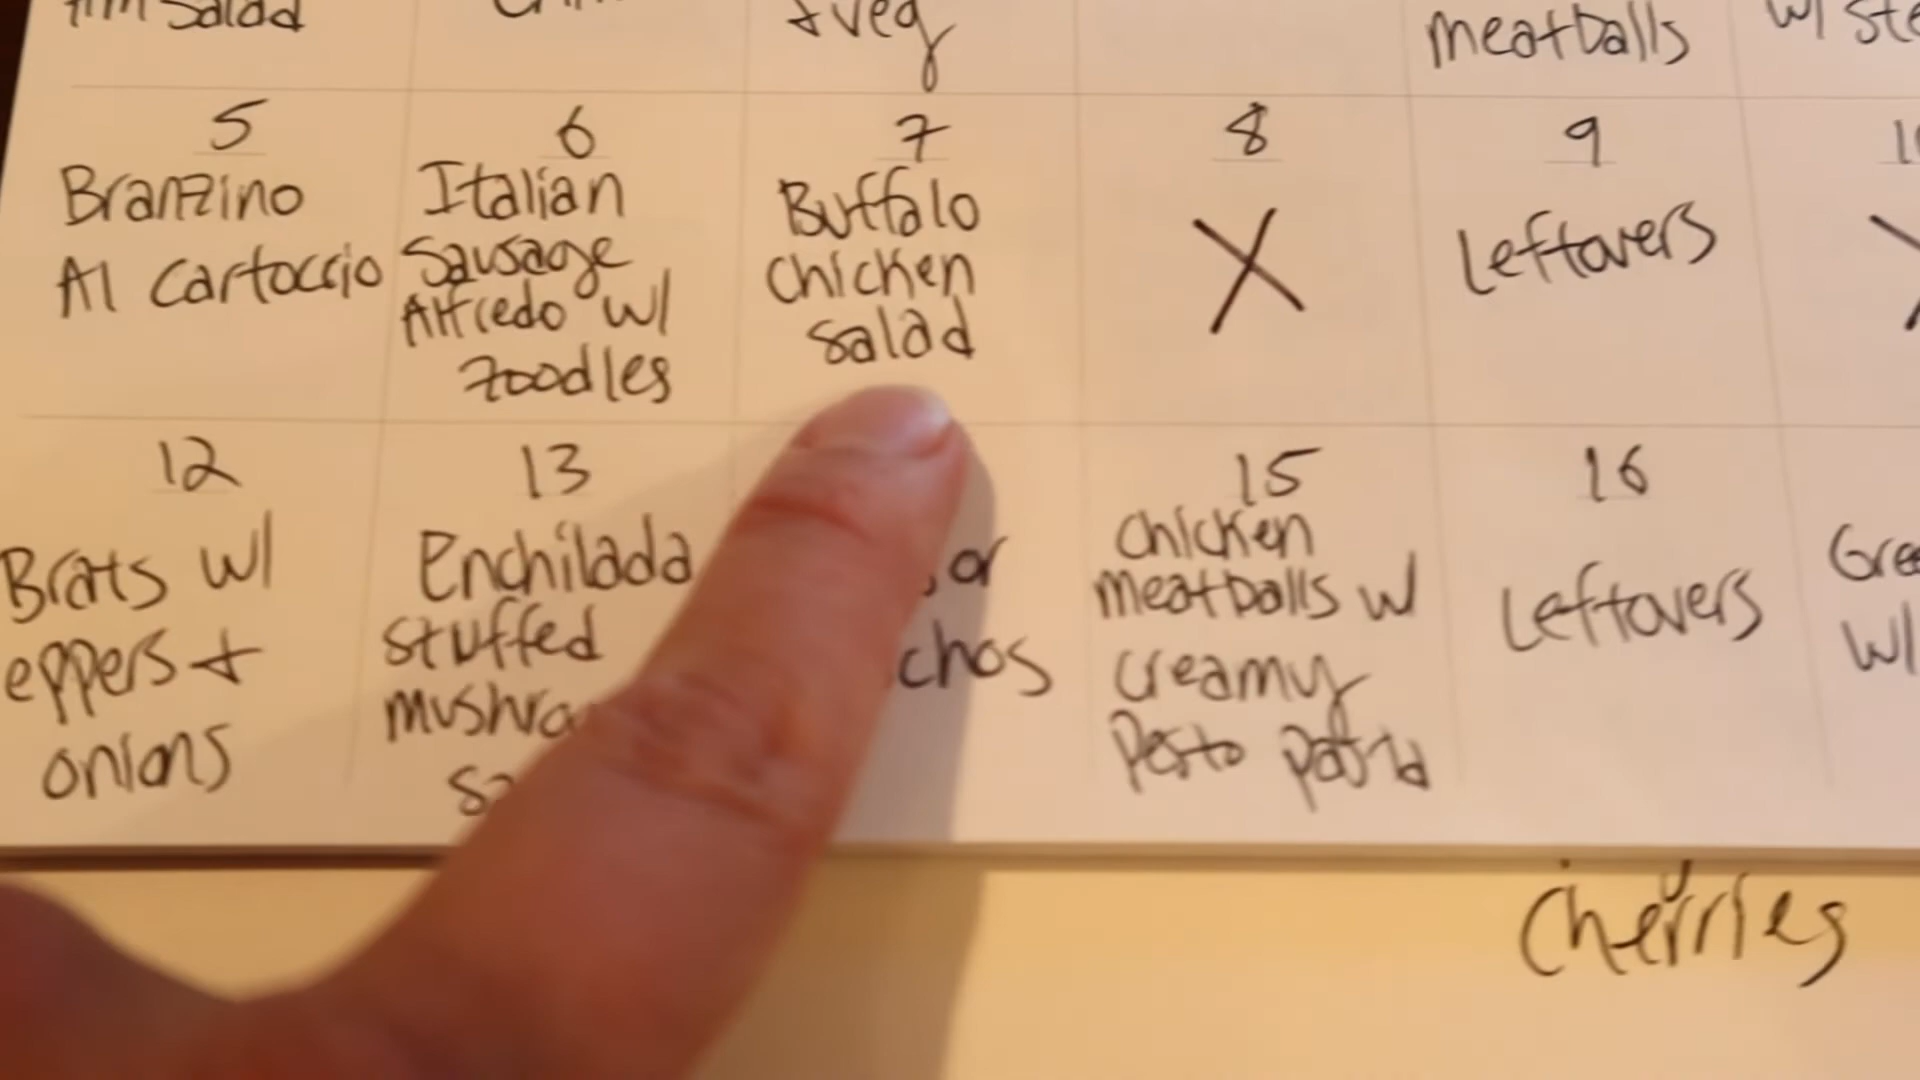 Salad
+ veg
meatballs
w/
5
Branzino
Al Cartoccio
6
Italian
Sausage
Alfredo w/
Zoodles
7
Buffalo
Chicken
Salad
8
X
9
Leftovers
12
Brats w/
eppers +
onions
13
Enchilada
stuffed
or
chos
15
Chicken
meatballs w
creamy
Pesto pasta
16
Leftovers
w/
cherries